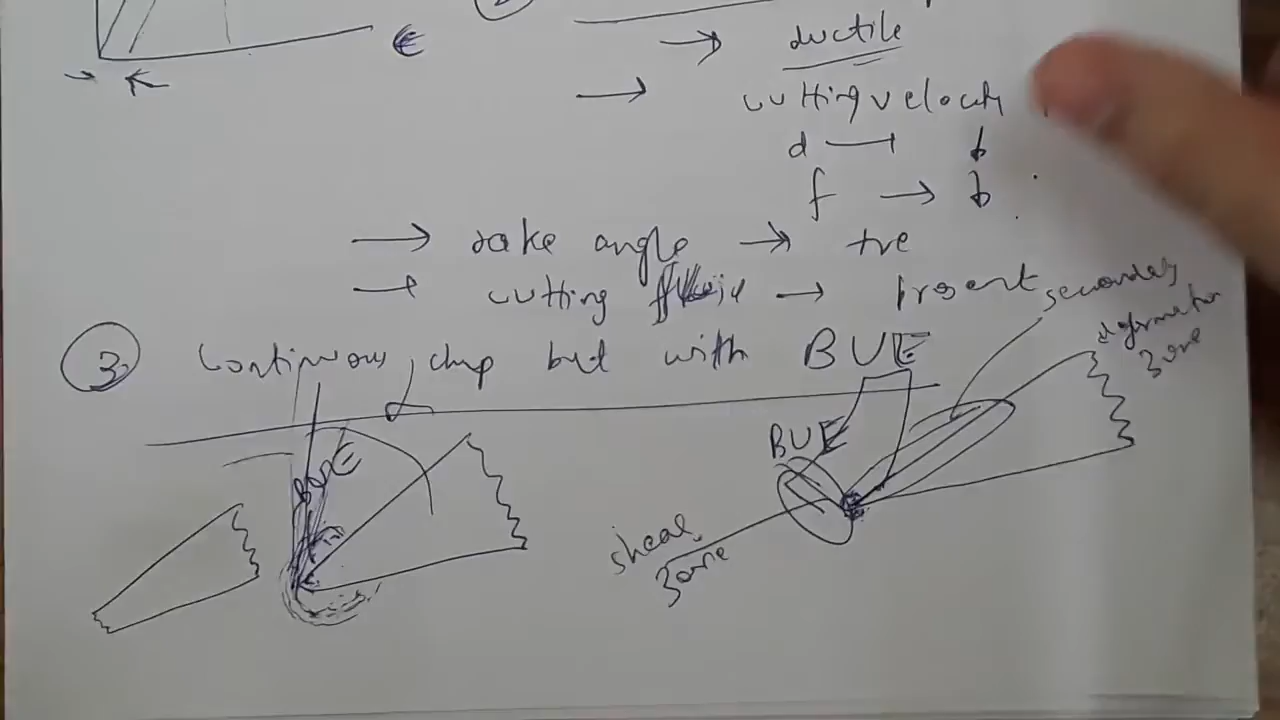 ϵ
→ ductile
→ cutting velocity
d → ↓
f → ↓
→ rake angle → +ve
→ cutting fluid → present
③ Continuous chip but with BUE
secondary
deformation
zone
BUE
BUE
shear
zone